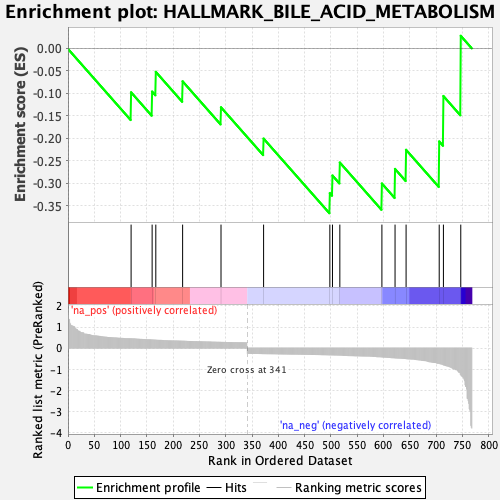 Enrichment plot: HALLMARK_BILE_ACID_METABOLISM
Enrichment score (ES)
0.00
-0.05
-0.10
-0.15
-0.20
-0.25
-0.30
-0.35
Ranked list metric (PreRanked)
2
1
0
-1
-2
-3
-4
'na_pos' (positively correlated)
Zero cross at 341
'na_neg' (negatively correlated)
0 50 100 150 200 250 300 350 400 450 500 550 600 650 700 750 800
Rank in Ordered Dataset
Enrichment profile Hits Ranking metric scores